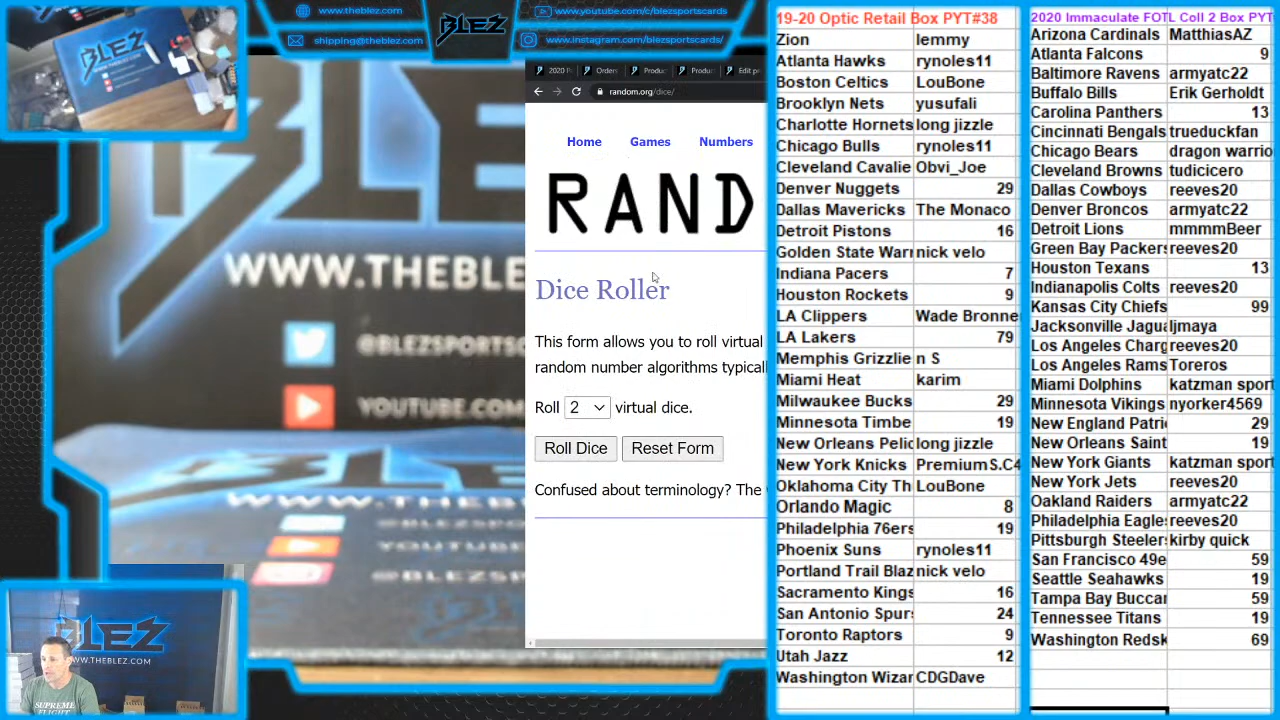 BLEZ
www.theblez.com
shipping@theblez.com
BLEZ
www.youtube.com/c/blezsportscards
www.instagram.com/blezsportscards/
Orders
Produc
Produc
Edit p
random.org/dice/
Home Games Numbers
RAND
Dice Roller
This form allows you to roll virtual
random number algorithms typicall
Roll 2 virtual dice.
Roll Dice Reset Form
Confused about terminology? The
WWW.THEBLE
@BLEZSPORTSC
YOUTUBE.COM
BLEZ
WWW.THEBLEZ.COM
SUPREME
FLIGHT
19-20 Optic Retail Box PYT#38
Zion lemmy
Atlanta Hawks rynoles11
Boston Celtics LouBone
Brooklyn Nets yusufali
Charlotte Hornets long jizzle
Chicago Bulls rynoles11
Cleveland Cavalie Obvi_Joe
Denver Nuggets 29
Dallas Mavericks The Monaco
Detroit Pistons 16
Golden State Warr nick velo
Indiana Pacers 7
Houston Rockets 9
LA Clippers Wade Bronne
LA Lakers 79
Memphis Grizzlie n S
Miami Heat karim
Milwaukee Bucks 29
Minnesota Timbe 19
New Orleans Pelic long jizzle
New York Knicks PremiumS.C4
Oklahoma City Th LouBone
Orlando Magic 8
Philadelphia 76ers 19
Phoenix Suns rynoles11
Portland Trail Blaz nick velo
Sacramento Kings 16
San Antonio Spurs 24
Toronto Raptors 9
Utah Jazz 12
Washington Wizar CDGDave
2020 Immaculate FOTL Coll 2 Box PYT
Arizona Cardinals MatthiasAZ
Atlanta Falcons 9
Baltimore Ravens armyatc22
Buffalo Bills Erik Gerholdt
Carolina Panthers 13
Cincinnati Bengals trueduckfan
Chicago Bears dragon warrio
Cleveland Browns tudicicero
Dallas Cowboys reeves20
Denver Broncos armyatc22
Detroit Lions mmmmBeer
Green Bay Packers reeves20
Houston Texans 13
Indianapolis Colts reeves20
Kansas City Chiefs 99
Jacksonville Jagua ljmaya
Los Angeles Charg reeves20
Los Angeles Rams Toreros
Miami Dolphins katzman sport
Minnesota Vikings nyorker4569
New England Patri 29
New Orleans Saint 19
New York Giants katzman sport
New York Jets reeves20
Oakland Raiders armyatc22
Philadelphia Eagles reeves20
Pittsburgh Steelers kirby quick
San Francisco 49e 59
Seattle Seahawks 19
Tampa Bay Buccar 59
Tennessee Titans 19
Washington Redsk 69